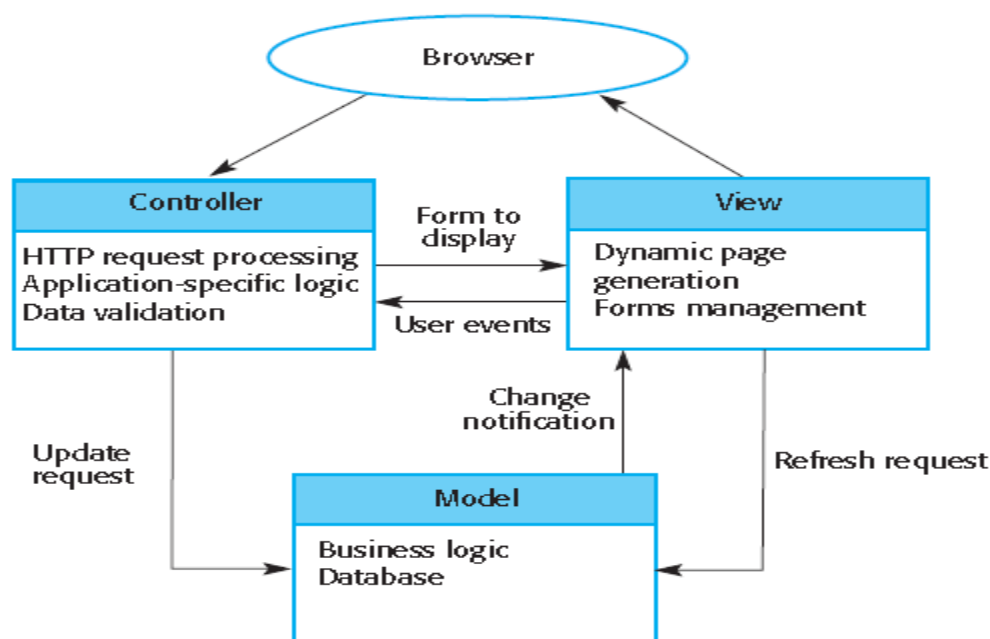 Browser
Controller
HTTP request processing
Application-specific logic
Data validation
Form to
display
User events
View
Dynamic page
generation
Forms management
Update
request
Change
notification
Refresh request
Model
Business logic
Database